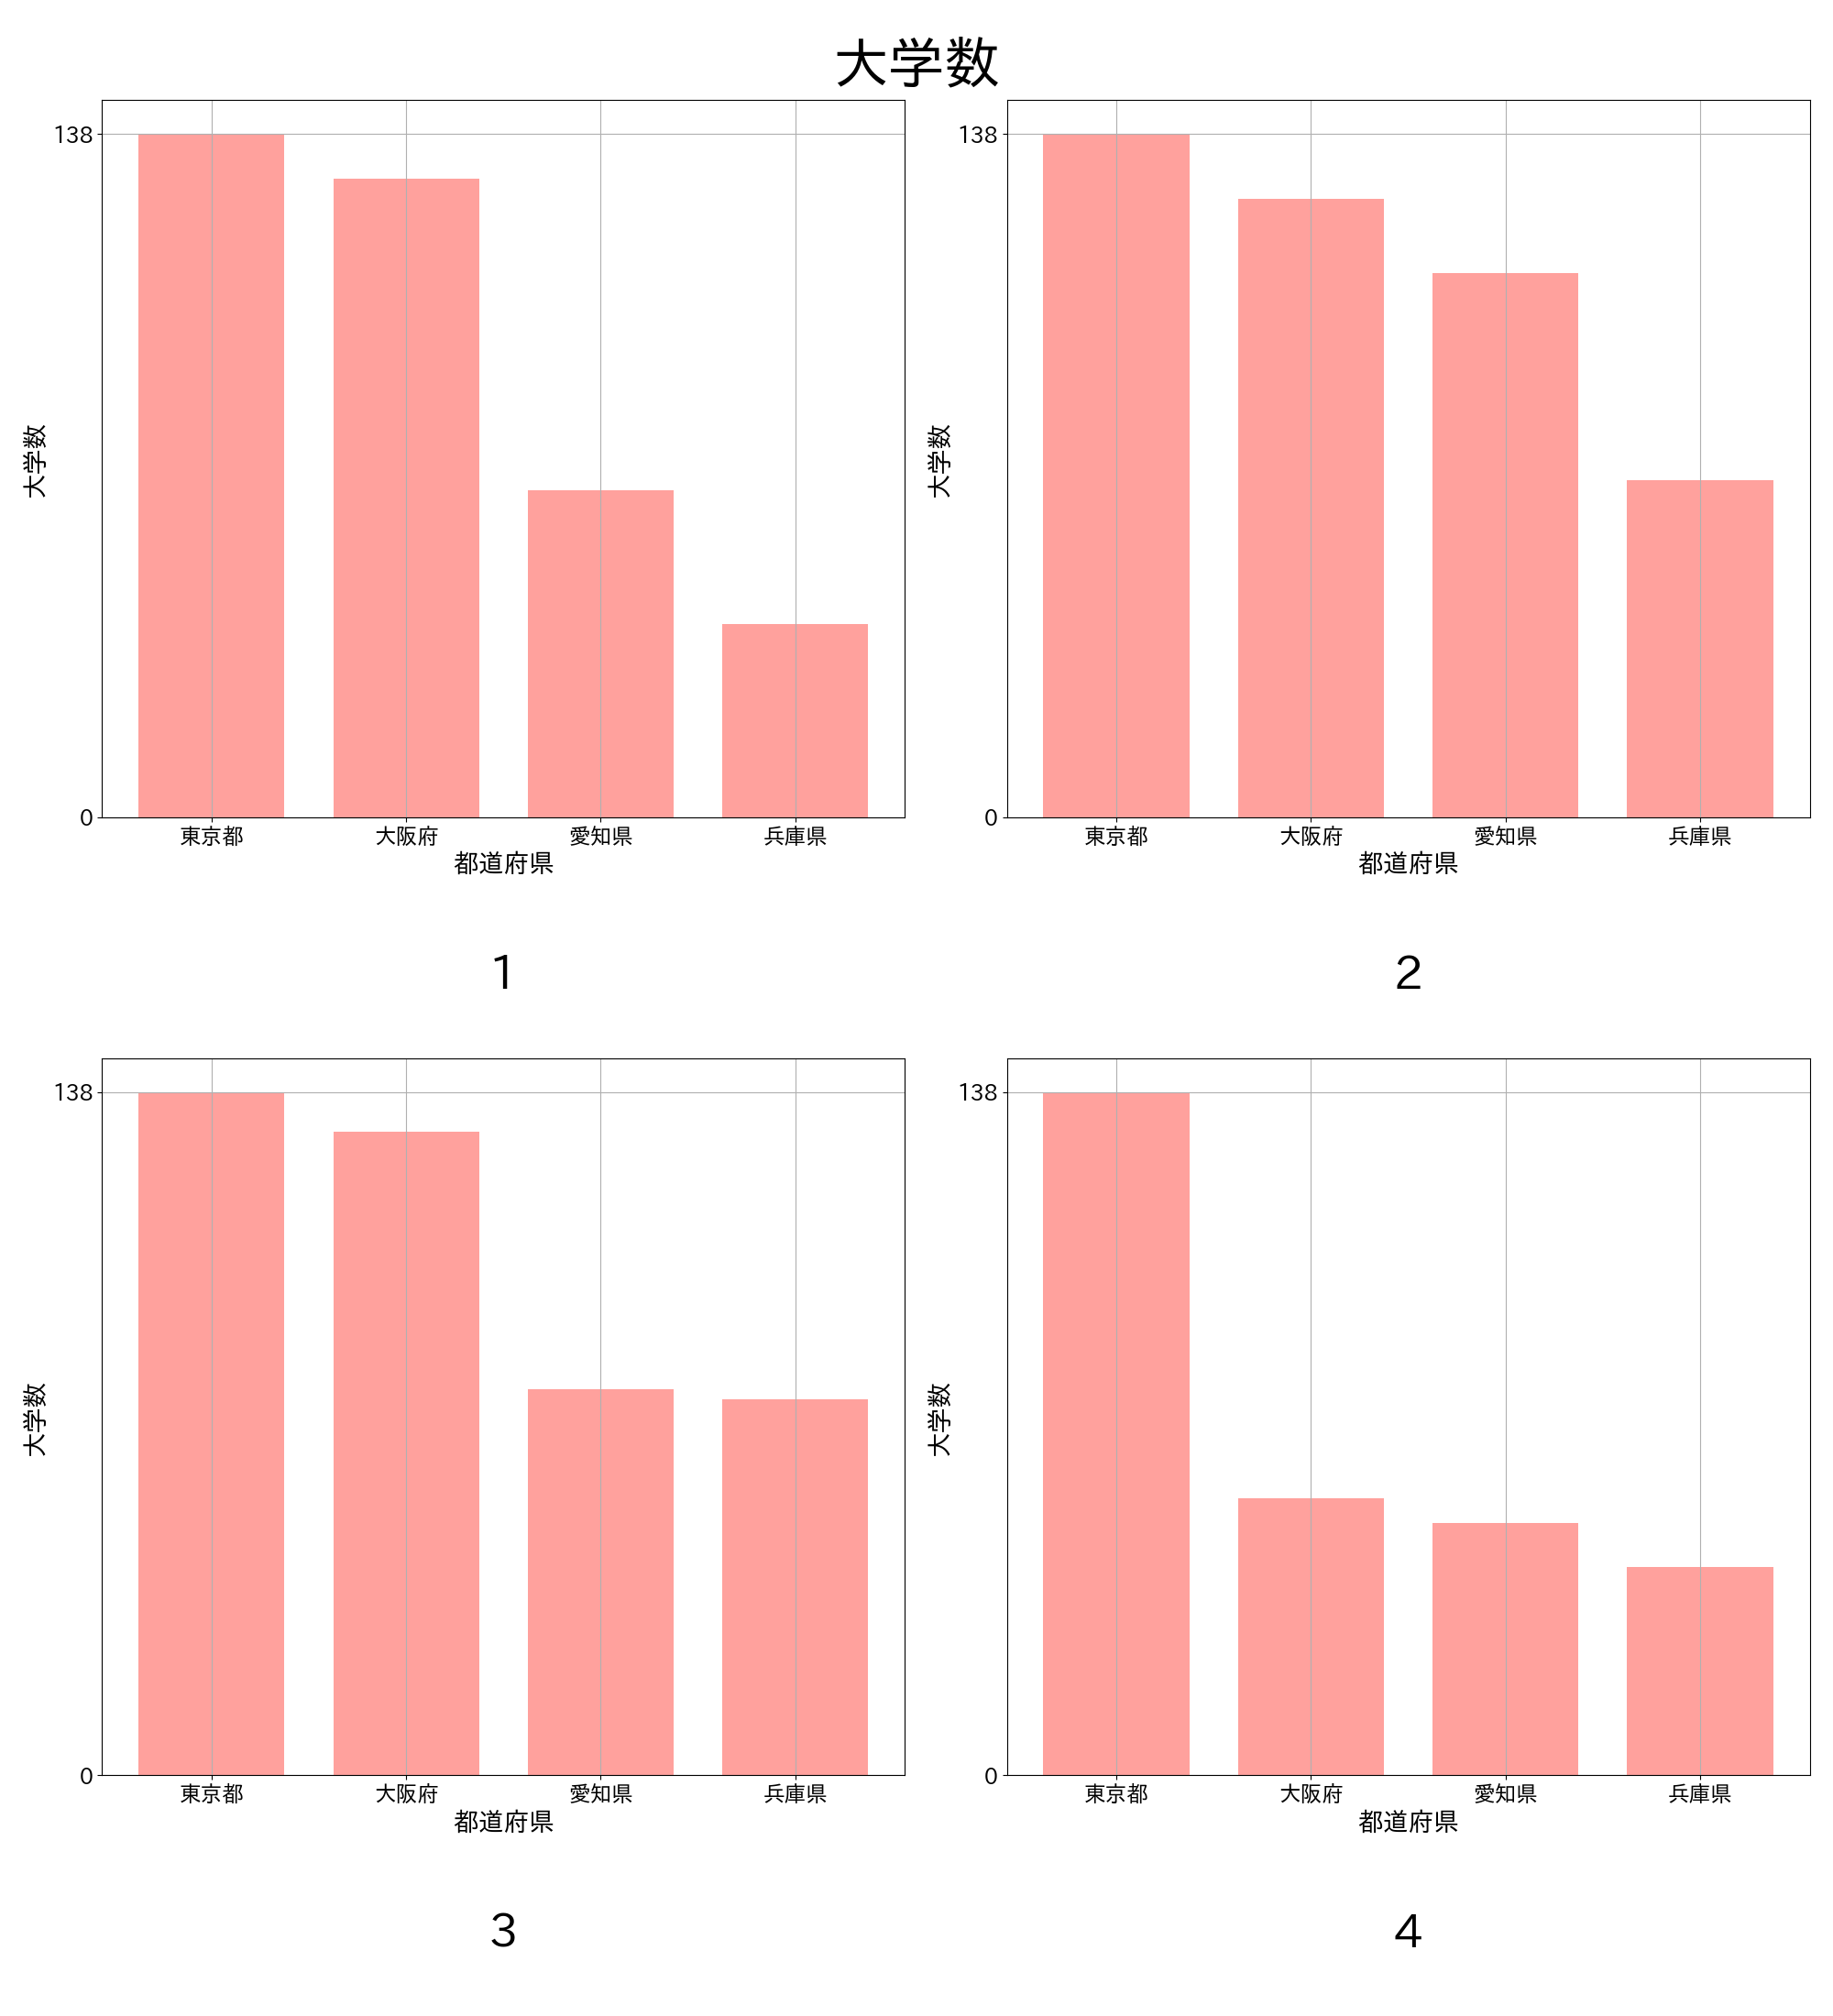 大学数
138
0
大学数
東京都 大阪府 愛知県 兵庫県
都道府県
1
138
0
大学数
東京都 大阪府 愛知県 兵庫県
都道府県
2
138
0
大学数
東京都 大阪府 愛知県 兵庫県
都道府県
3
138
0
大学数
東京都 大阪府 愛知県 兵庫県
都道府県
4